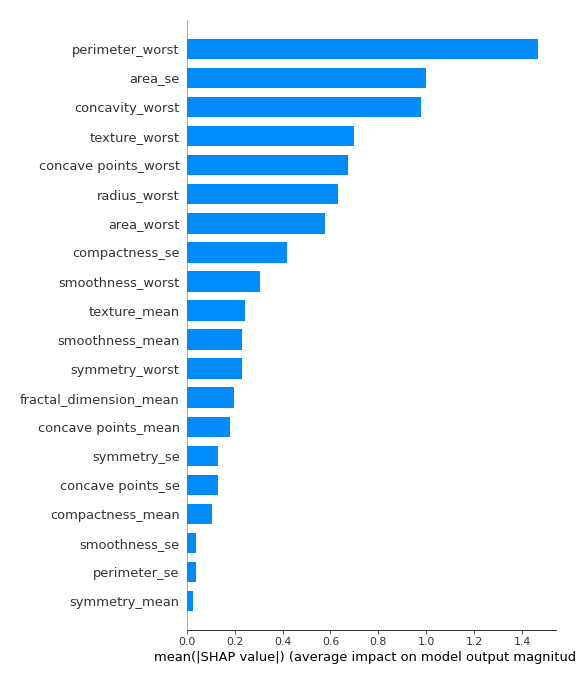 perimeter_worst
area_se
concavity_worst
texture_worst
concave points_worst
radius_worst
area_worst
compactness_se
smoothness_worst
texture_mean
smoothness_mean
symmetry_worst
fractal_dimension_mean
concave points_mean
symmetry_se
concave points_se
compactness_mean
smoothness_se
perimeter_se
symmetry_mean
0.0 0.2 0.4 0.6 0.8 1.0 1.2 1.4
mean(|SHAP value|) (average impact on model output magnitud